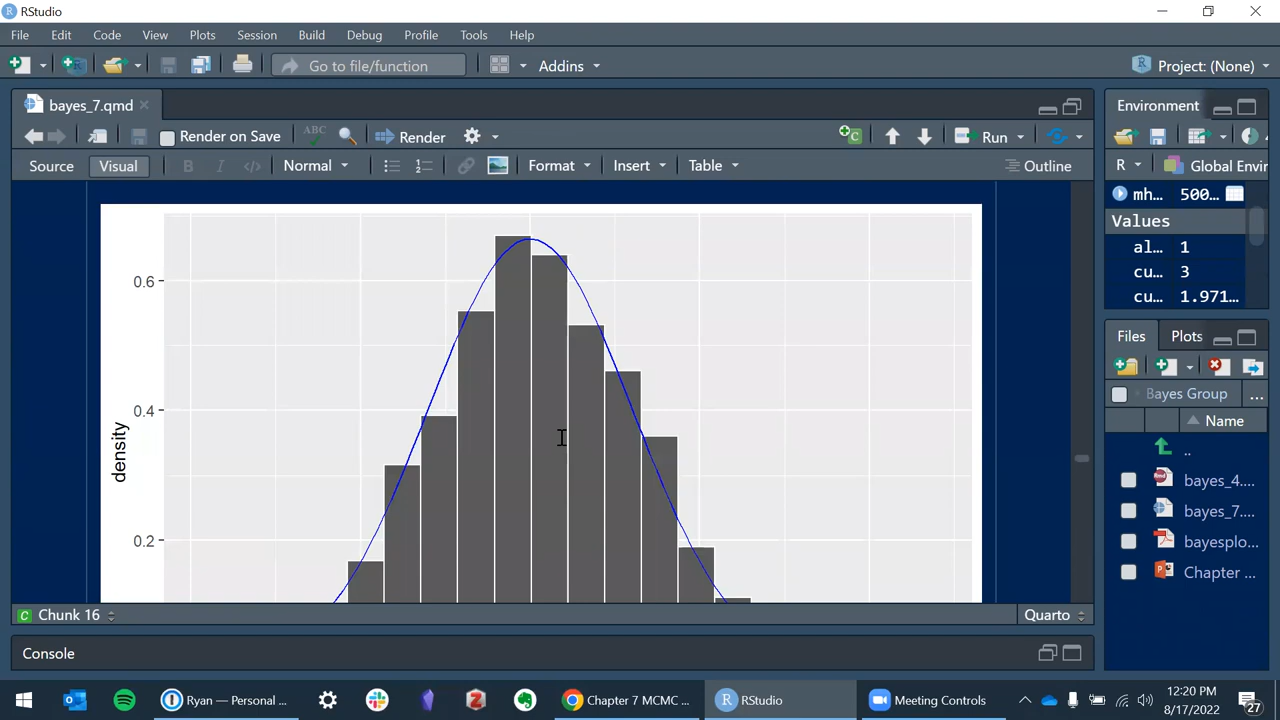 RStudio
File Edit Code View Plots Session Build Debug Profile Tools Help
Go to file/function Addins Project: (None)
bayes_7.qmd Environment
Render on Save ABC Render Run
Source Visual B I Normal Format Insert Table Outline R Global Envir
mh... 500...
Values
al... 1
cu... 3
cu... 1.971...
0.6
0.4
0.2
density
Files Plots
Bayes Group ...
Name
..
bayes_4....
bayes_7....
bayesplo...
Chapter ...
C Chunk 16 Quarto
Console
Ryan — Personal ... Chapter 7 MCMC ... RStudio Meeting Controls
12:20 PM
8/17/2022
27